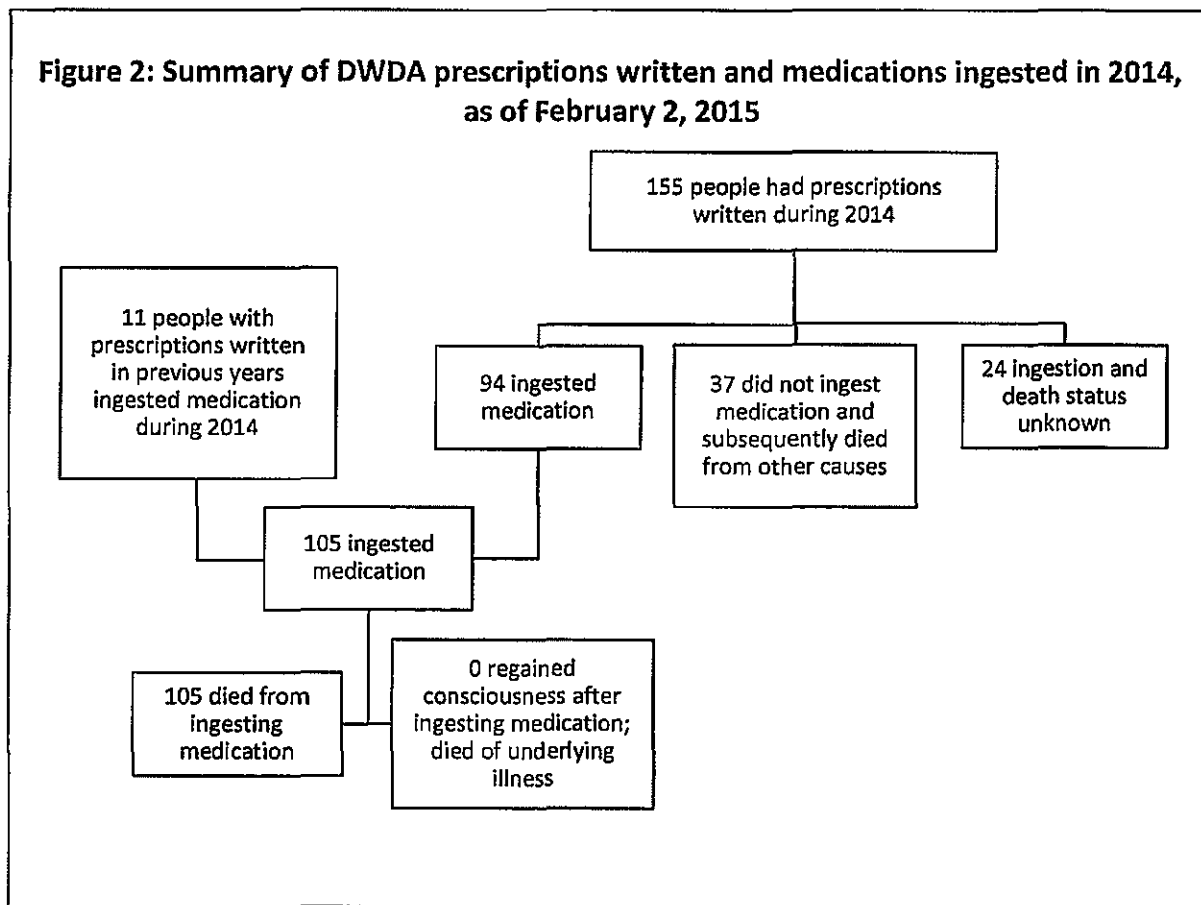 Figure 2: Summary of DWDA prescriptions written and medications ingested in 2014,
as of February 2, 2015
155 people had prescriptions
written during 2014
11 people with
prescriptions written
in previous years
ingested medication
during 2014
94 ingested
medication
37 did not ingest
medication and
subsequently died
from other causes
24 ingestion and
death status
unknown
105 ingested
medication
105 died from
ingesting
medication
0 regained
consciousness after
ingesting medication;
died of underlying
illness